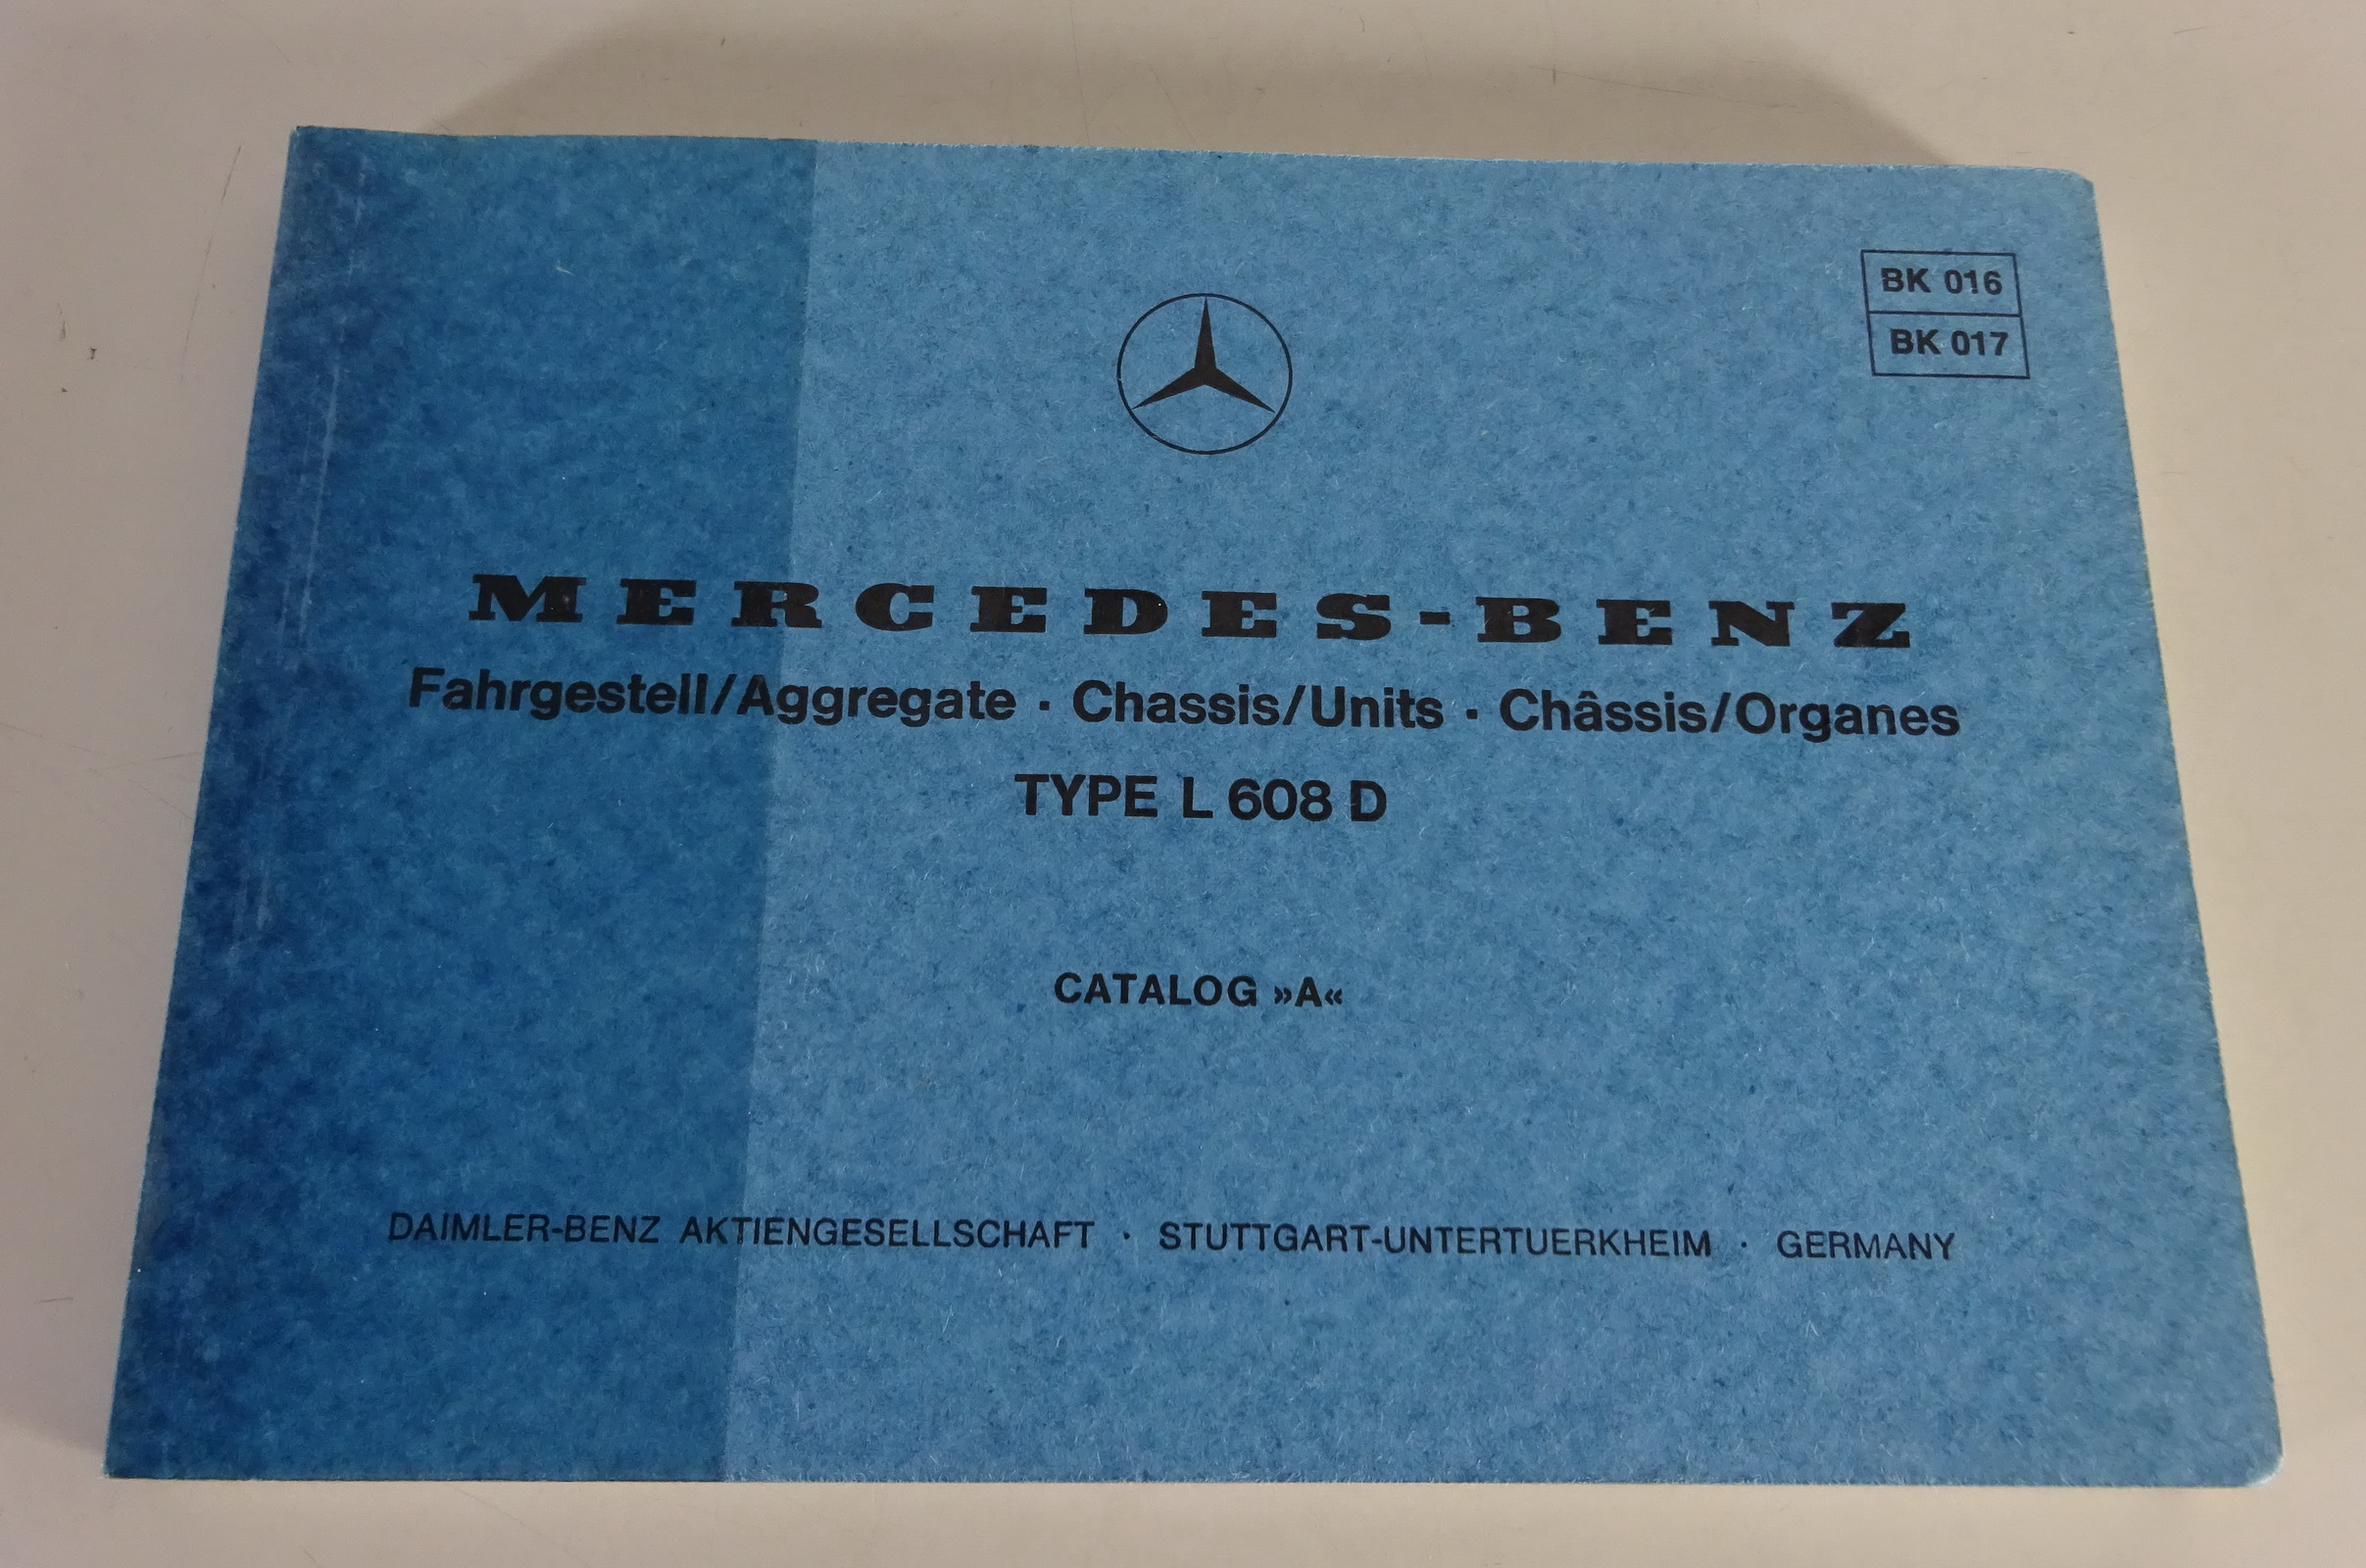 BK 016
BK 017
MERCEDES-BENZ
Fahrgestell/Aggregate · Chassis/Units · Châssis/Organes
TYPE L 608 D
CATALOG »A«
DAIMLER-BENZ AKTIENGESELLSCHAFT · STUTTGART-UNTERTUERKHEIM · GERMANY